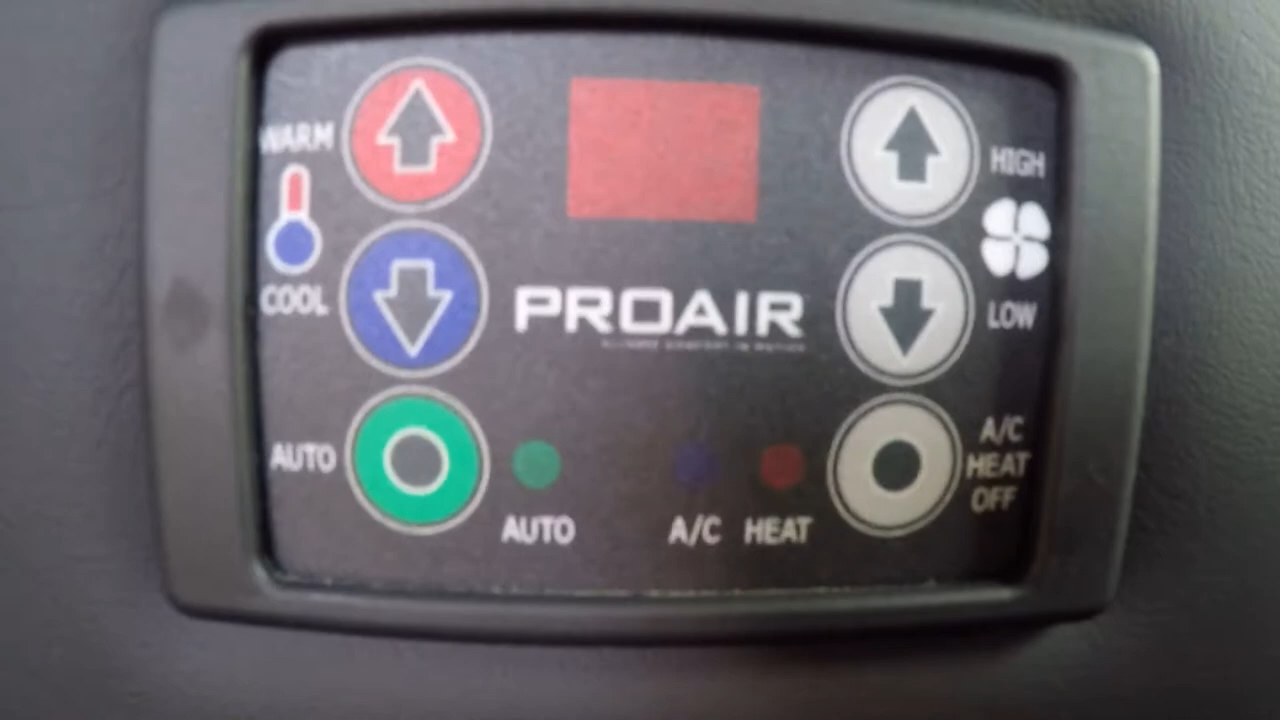 WARM
COOL
AUTO
PROAIR
AUTO
A/C HEAT
HIGH
LOW
A/C
HEAT
OFF